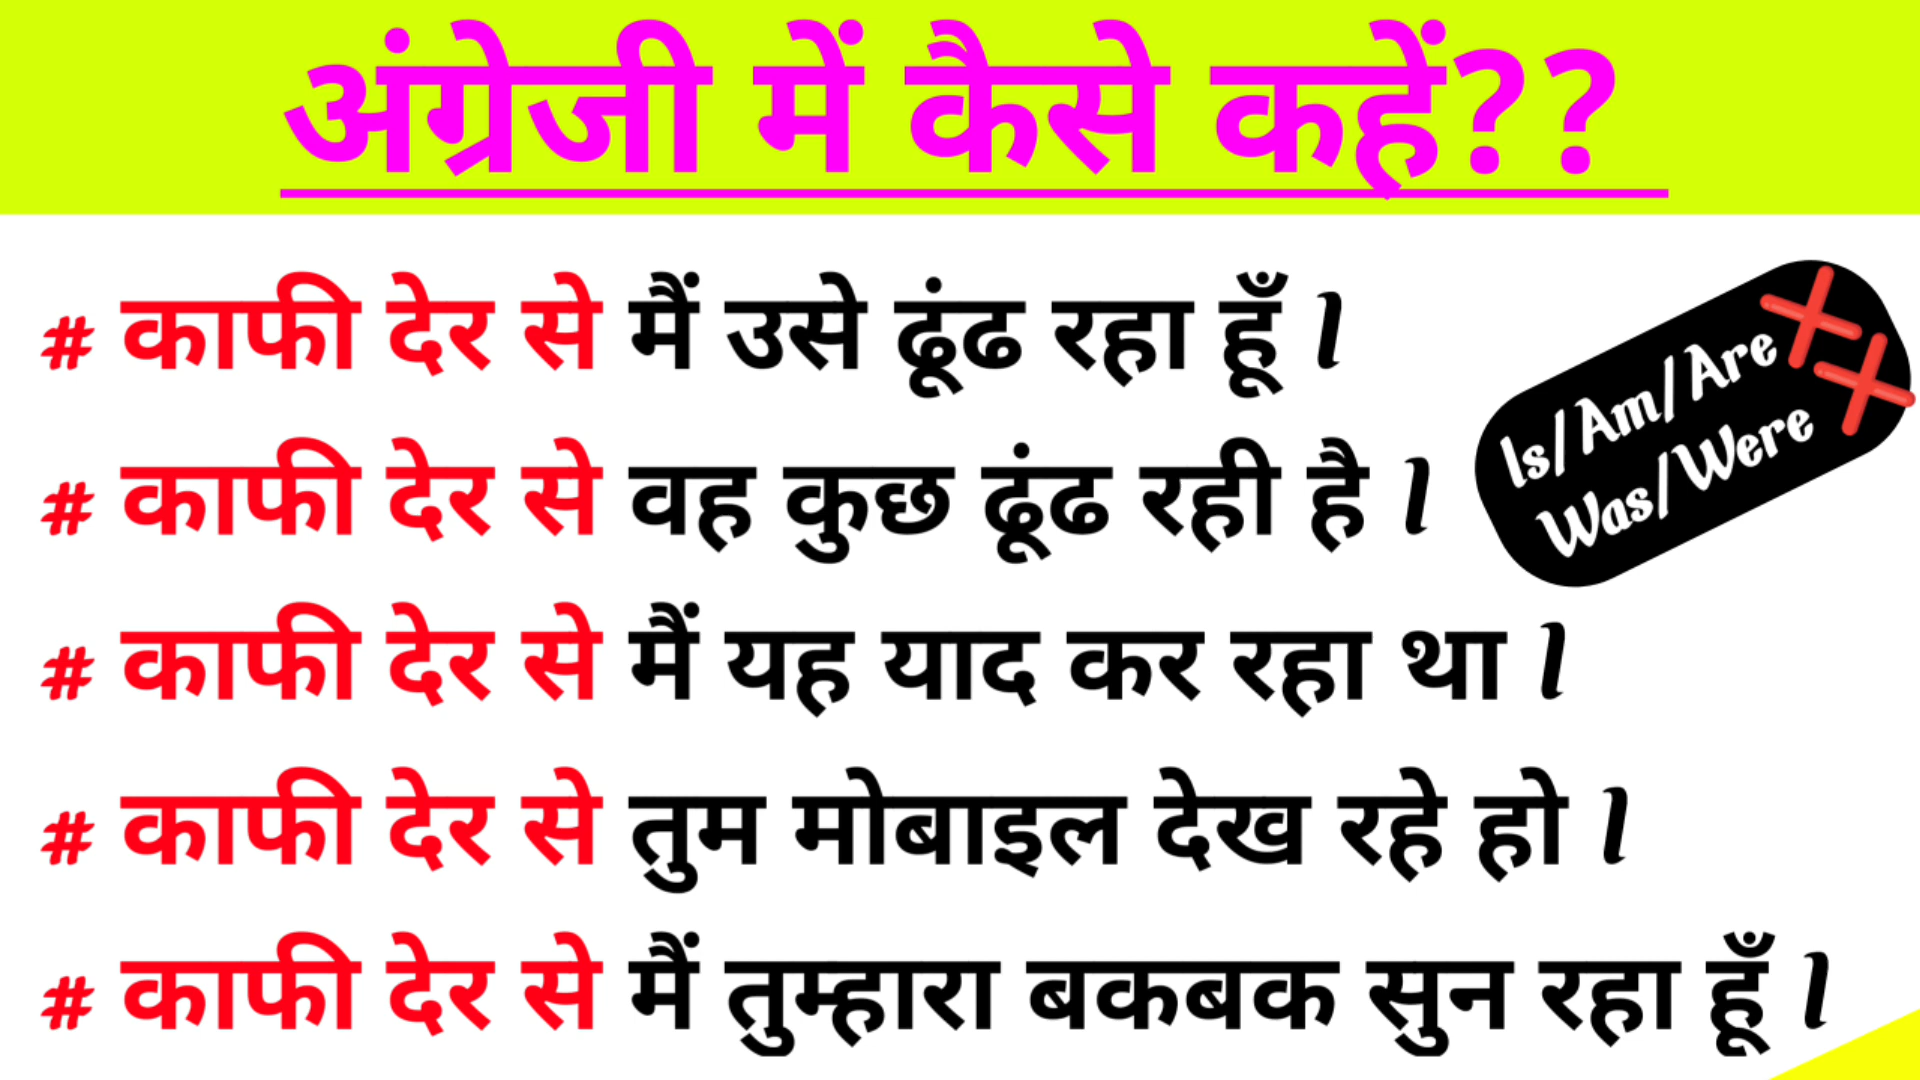 अंग्रेजी में कैसे कहें??
# काफी देर से मैं उसे ढूंढ रहा हूँ l
# काफी देर से वह कुछ ढूंढ रही है l
Is/Am/Are
Was/Were
# काफी देर से मैं यह याद कर रहा था l
# काफी देर से तुम मोबाइल देख रहे हो l
# काफी देर से मैं तुम्हारा बकबक सुन रहा हूँ l